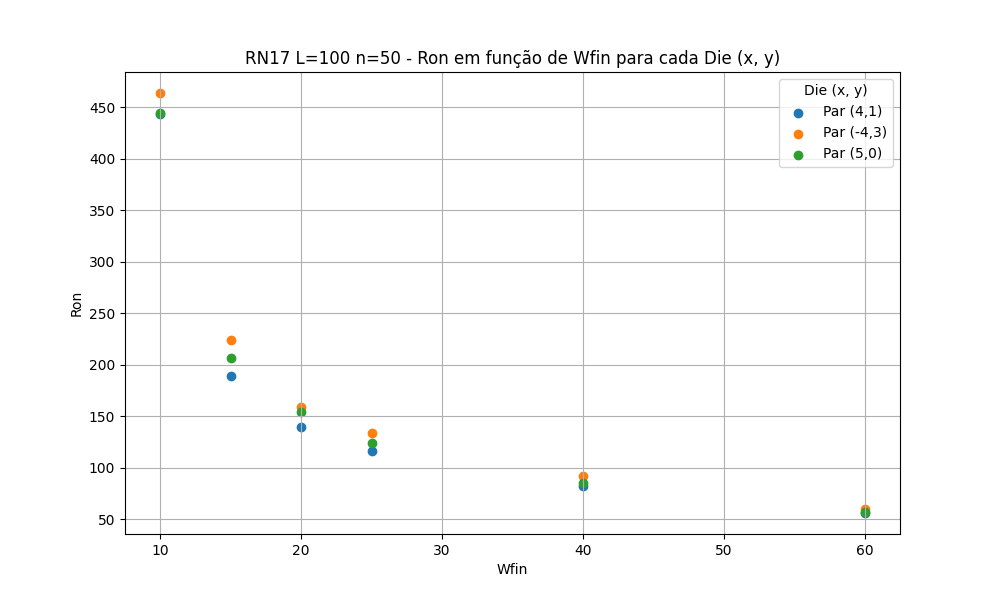 RN17 L=100 n=50 - Ron em função de Wfin para cada Die (x, y)
Die (x, y)
Par (4,1)
Par (-4,3)
Par (5,0)
450
400
350
300
250
200
150
100
50
Ron
10 20 30 40 50 60
Wfin